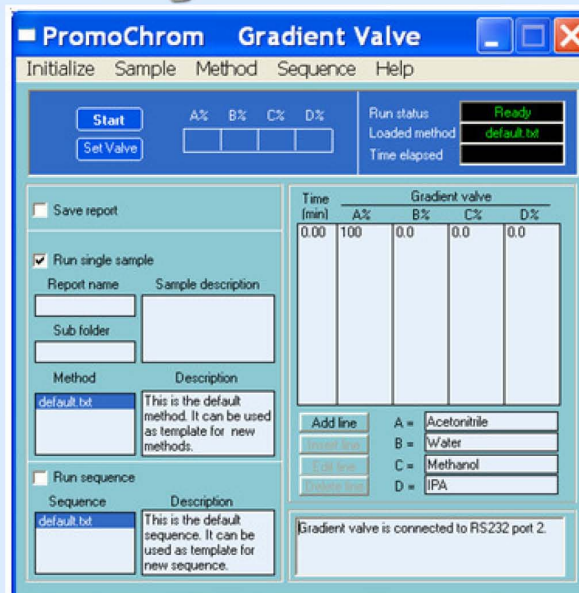 PromoChrom Gradient Valve
Initialize Sample Method Sequence Help
Start
Set Valve
A% B% C% D%
Run status Ready
Loaded method default.txt
Time elapsed
Save report
Run single sample
Report name Sample description
Sub folder
Method Description
default.txt
This is the default
method. It can be used
as template for new
methods.
Run sequence
Sequence Description
default.txt
This is the default
sequence. It can be
used as template for
new sequence.
Time
(min)
Gradient valve
A% B% C% D%
0.00 100 0.0 0.0 0.0
Add line
Insert line
Edit line
Delete line
A = Acetonitrile
B = Water
C = Methanol
D = IPA
Gradient valve is connected to RS232 port 2.